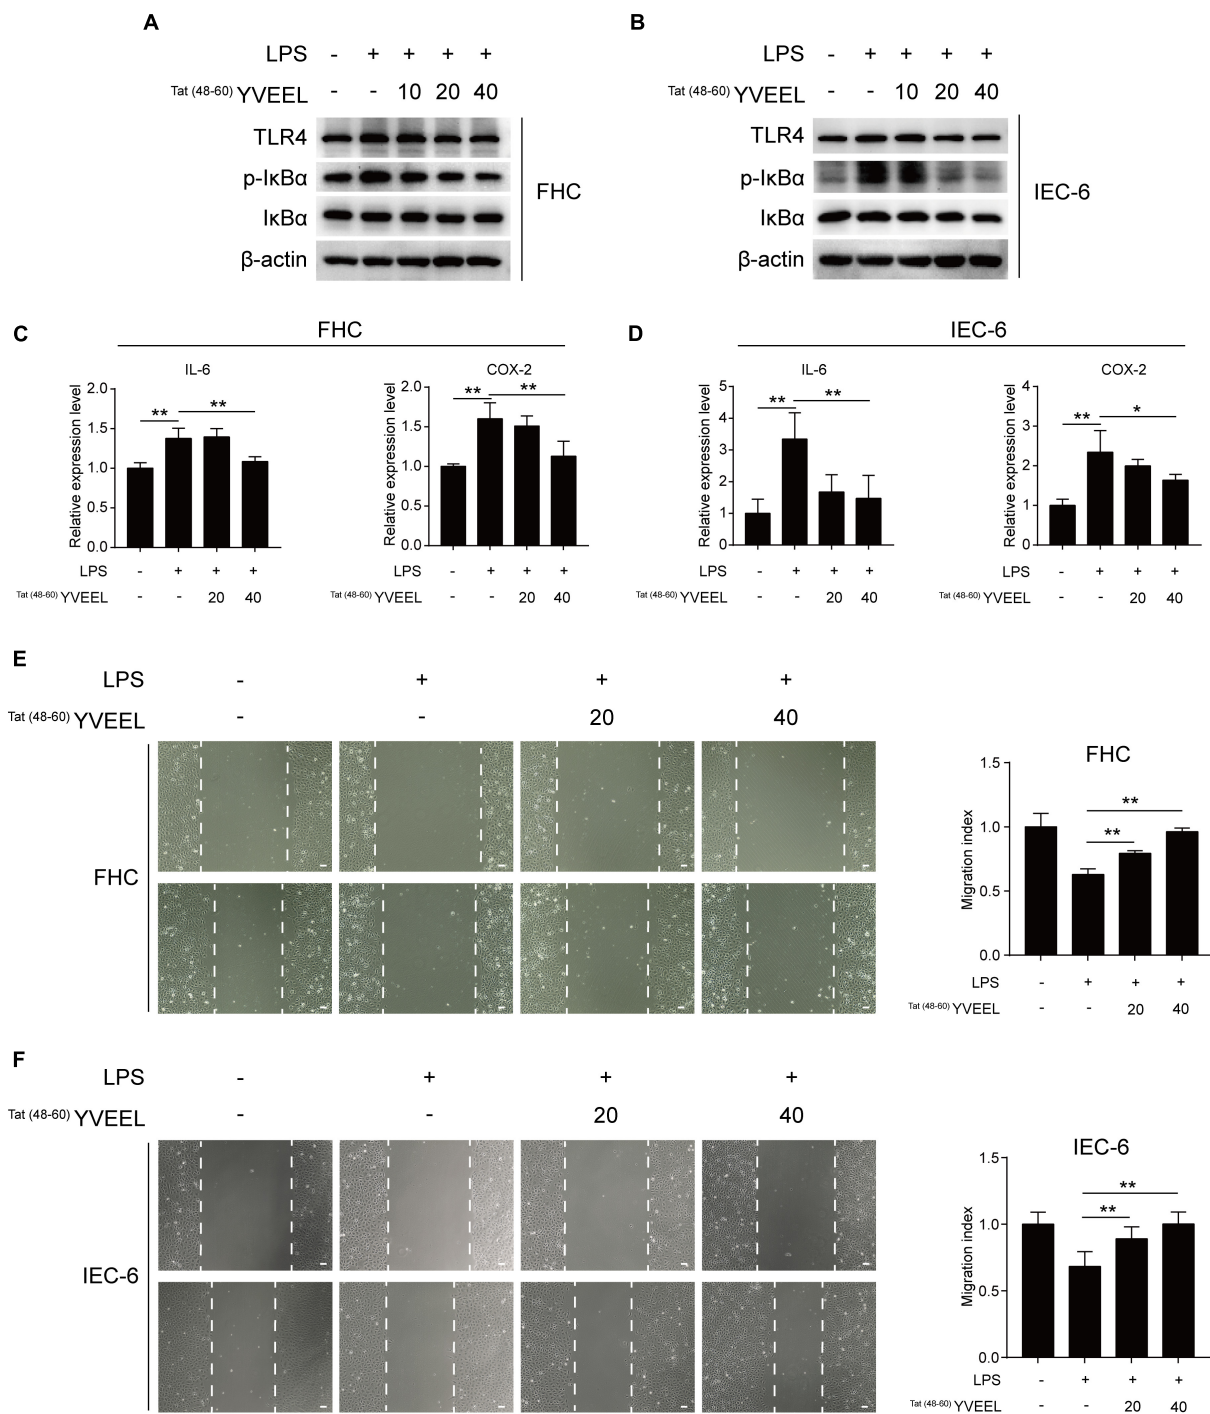 A
LPS - + + + +
Tat (48-60) YVEEL - - 10 20 40
TLR4
p-IκBα
IκBα
β-actin
FHC
B
LPS - + + + +
Tat (48-60) YVEEL - - 10 20 40
TLR4
p-IκBα
IκBα
β-actin
IEC-6
C
FHC
IL-6
Relative expression level
2.0
1.5
1.0
0.5
0.0
** **
LPS - + + +
Tat (48-60) YVEEL - - 20 40
COX-2
Relative expression level
2.0
1.5
1.0
0.5
0.0
** **
LPS - + + +
Tat (48-60) YVEEL - - 20 40
D
IEC-6
IL-6
Relative expression level
5
4
3
2
1
0
** **
LPS - + + +
Tat (48-60) YVEEL - - 20 40
COX-2
Relative expression level
4
3
2
1
0
** *
LPS - + + +
Tat (48-60) YVEEL - - 20 40
E
LPS - + + +
Tat (48-60) YVEEL - - 20 40
FHC
FHC
Migration index
1.5
1.0
0.5
0.0
**
**
LPS - + + +
Tat (48-60) YVEEL - - 20 40
F
LPS - + + +
Tat (48-60) YVEEL - - 20 40
IEC-6
IEC-6
Migration index
1.5
1.0
0.5
0.0
**
**
LPS - + + +
Tat (48-60) YVEEL - - 20 40